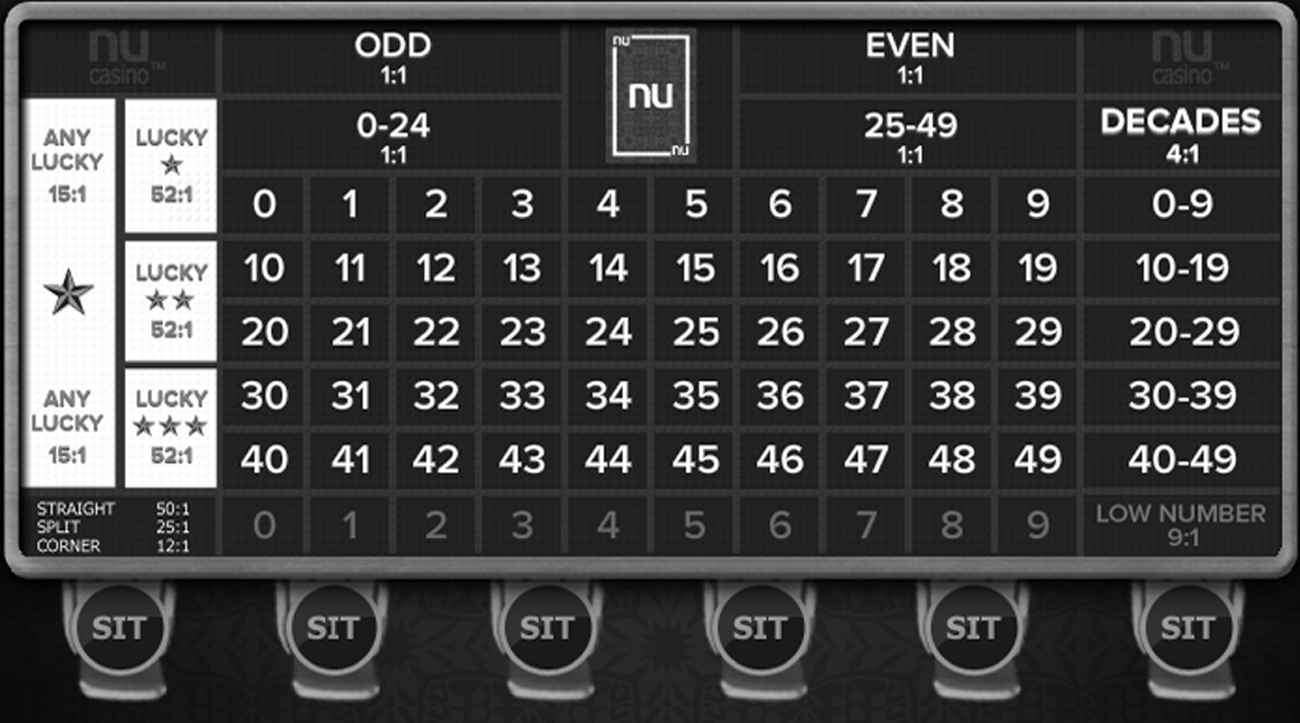 nu
casino™
ODD
1:1
nu
nu
nu
EVEN
1:1
nu
casino™
ANY
LUCKY
15:1
LUCKY
52:1
0-24
1:1
25-49
1:1
DECADES
4:1
0 1 2 3 4 5 6 7 8 9 0-9
LUCKY
52:1
10 11 12 13 14 15 16 17 18 19 10-19
20 21 22 23 24 25 26 27 28 29 20-29
ANY
LUCKY
15:1
LUCKY
52:1
30 31 32 33 34 35 36 37 38 39 30-39
40 41 42 43 44 45 46 47 48 49 40-49
STRAIGHT 50:1
SPLIT 25:1
CORNER 12:1
0 1 2 3 4 5 6 7 8 9
LOW NUMBER
9:1
SIT SIT SIT SIT SIT SIT